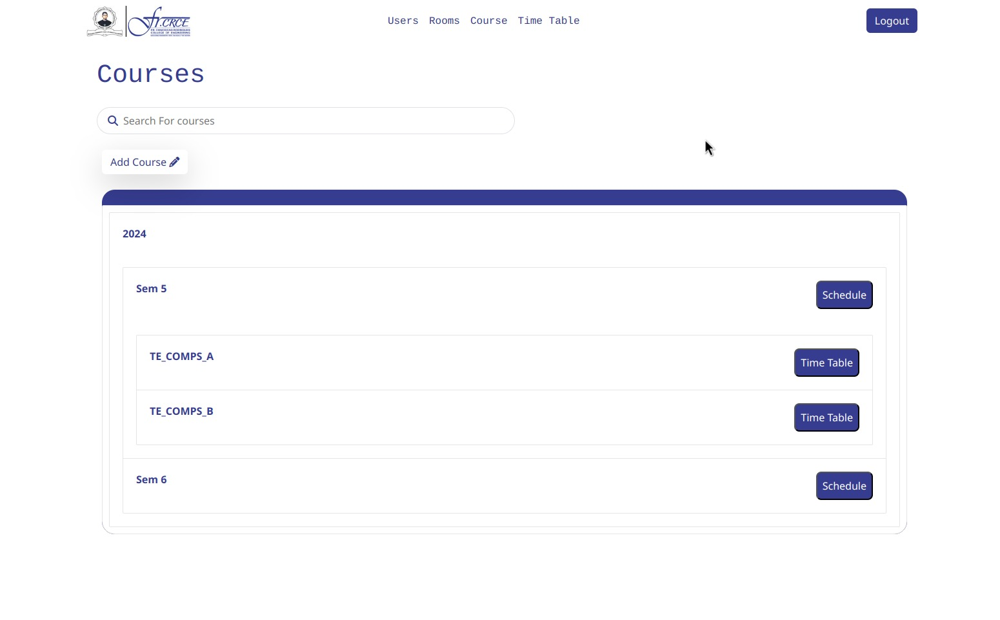 fr.CRCE
FR. CONCEICAO RODRIGUES
COLLEGE OF ENGINEERING
Users Rooms Course Time Table
Logout
Courses
Search For courses
Add Course
2024
Sem 5
Schedule
TE_COMPS_A
Time Table
TE_COMPS_B
Time Table
Sem 6
Schedule